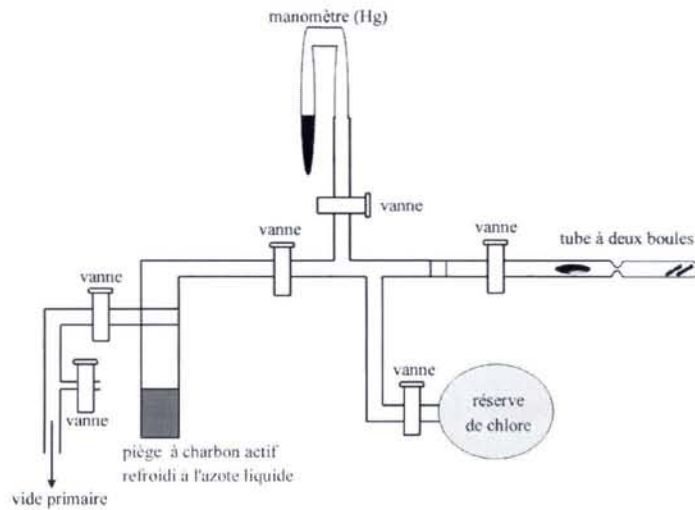 manomètre (Hg)
vanne
vanne
vanne
tube à deux boules
vanne
vanne
réserve
de chlore
vanne
piège à charbon actif
refroidi à l'azote liquide
vide primaire